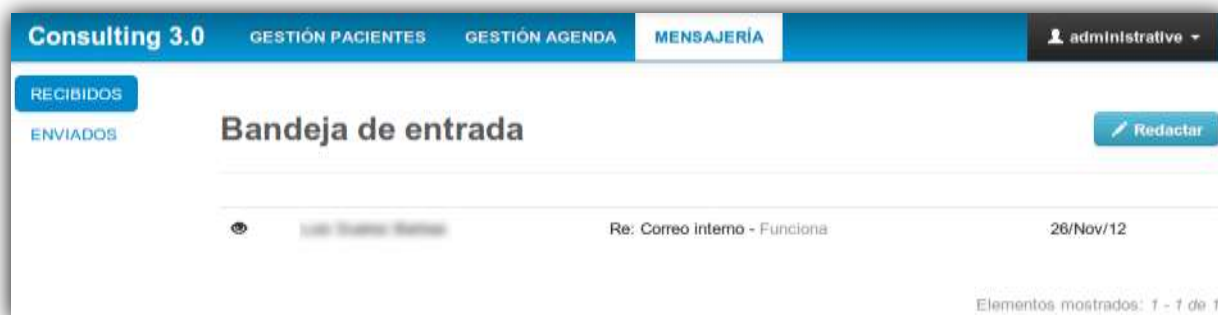 Consulting 3.0 GESTIÓN PACIENTES GESTIÓN AGENDA MENSAJERÍA administrative
RECIBIDOS
ENVIADOS
Bandeja de entrada
Redactar
Re: Correo interno - Funciona 26/Nov/12
Elementos mostrados: 1 - 1 de 1